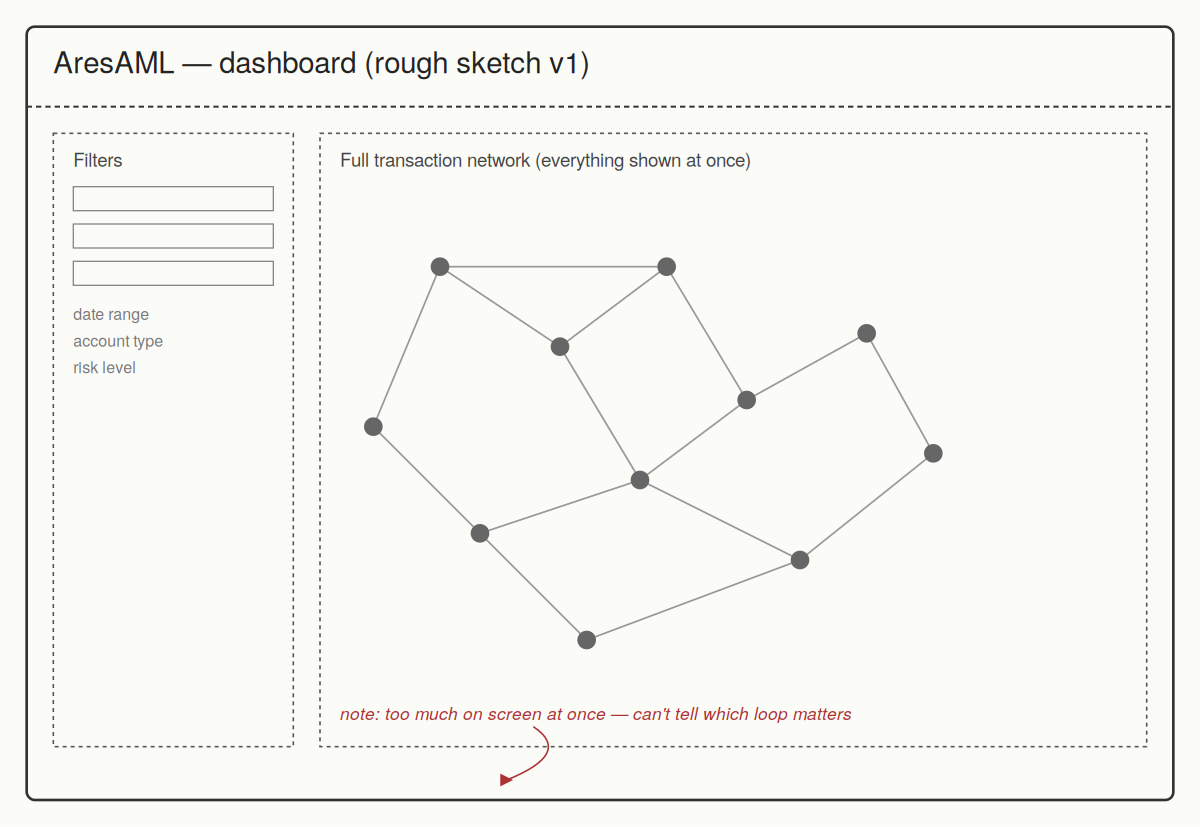 AresAML — dashboard (rough sketch v1)
Filters
date range
account type
risk level
Full transaction network (everything shown at once)
note: too much on screen at once — can't tell which loop matters